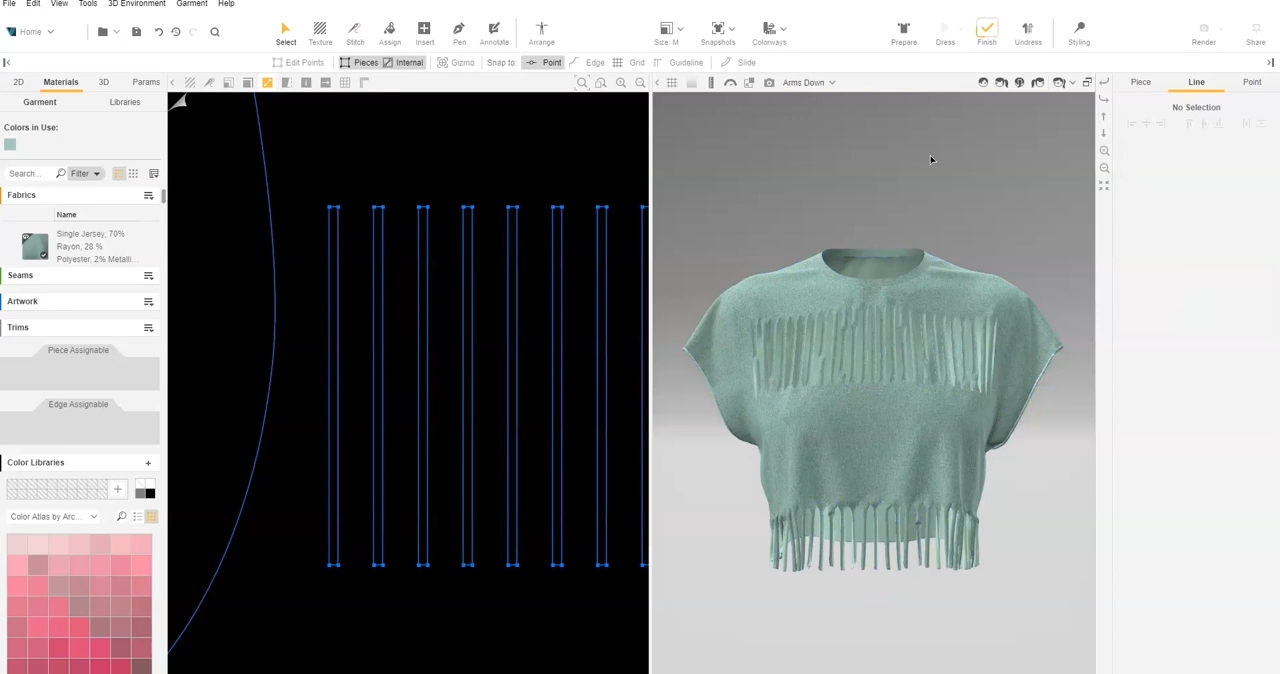 File Edit View Tools 3D Environment Garment Help
Home
Select Texture Stitch Assign Insert Pen Annotate Arrange Size: M Snapshots Colorways Prepare Dress Finish Undress Styling Render Share
Edit Points Pieces Internal Gizmo Snap to: Point Edge Grid Guideline Slide
2D Materials 3D Params Arms Down Piece Line Point
Garment Libraries No Selection
Colors in Use:
Search... Filter
Fabrics
Name
Single Jersey, 70%
Rayon, 28 %
Polyester, 2% Metalli...
Seams
Artwork
Trims
Piece Assignable
Edge Assignable
Color Libraries
Color Atlas by Arc...